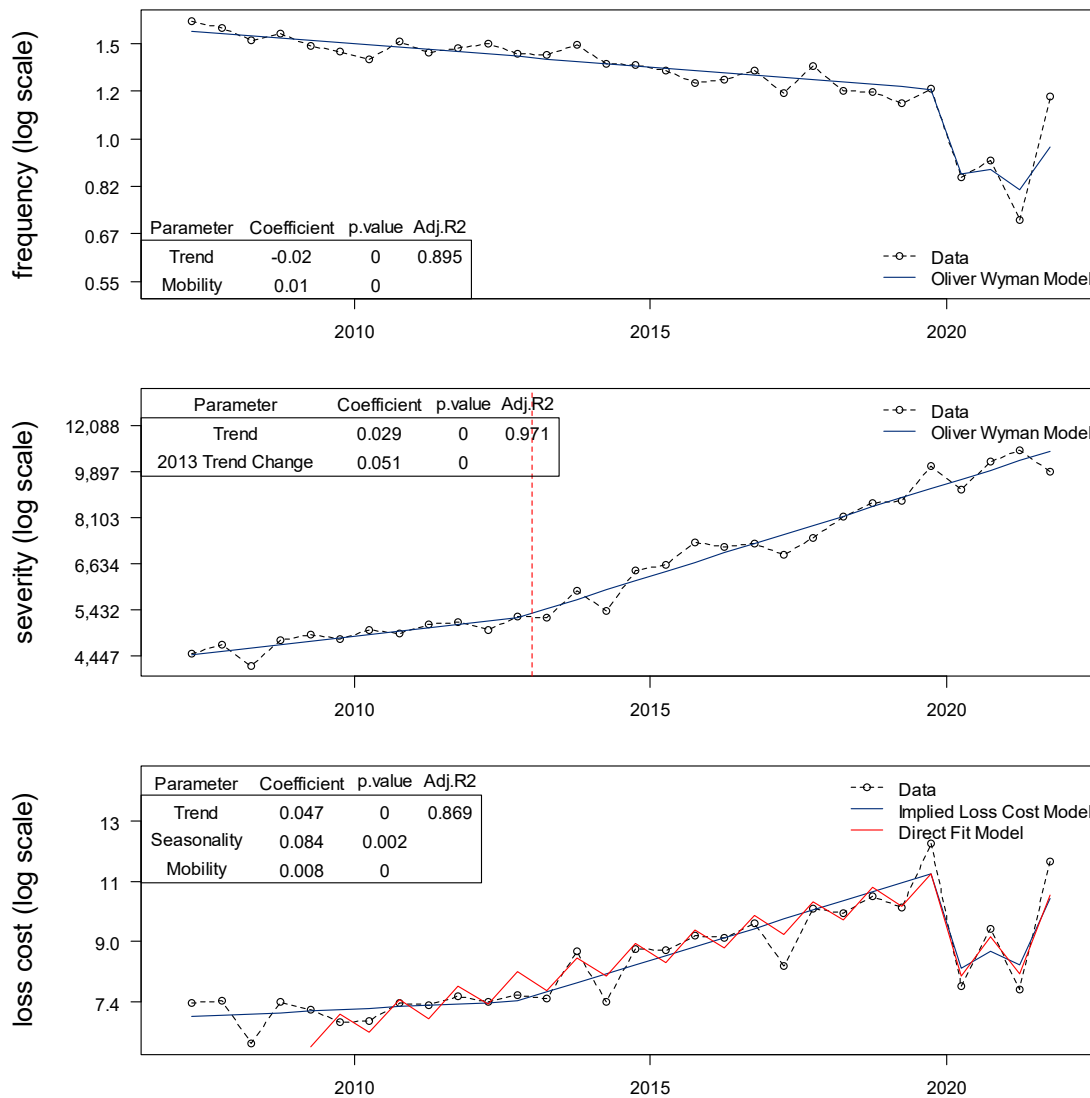 frequency (log scale)
1.5
1.2
1.0
0.82
0.67
0.55
Parameter Coefficient p.value Adj.R2
Trend -0.02 0 0.895
Mobility 0.01 0
Data
Oliver Wyman Model
2010 2015 2020
severity (log scale)
12,088
9,897
8,103
6,634
5,432
4,447
Parameter Coefficient p.value Adj.R2
Trend 0.029 0 0.971
2013 Trend Change 0.051 0
Data
Oliver Wyman Model
2010 2015 2020
loss cost (log scale)
13
11
9.0
7.4
Parameter Coefficient p.value Adj.R2
Trend 0.047 0 0.869
Seasonality 0.084 0.002
Mobility 0.008 0
Data
Implied Loss Cost Model
Direct Fit Model
2010 2015 2020